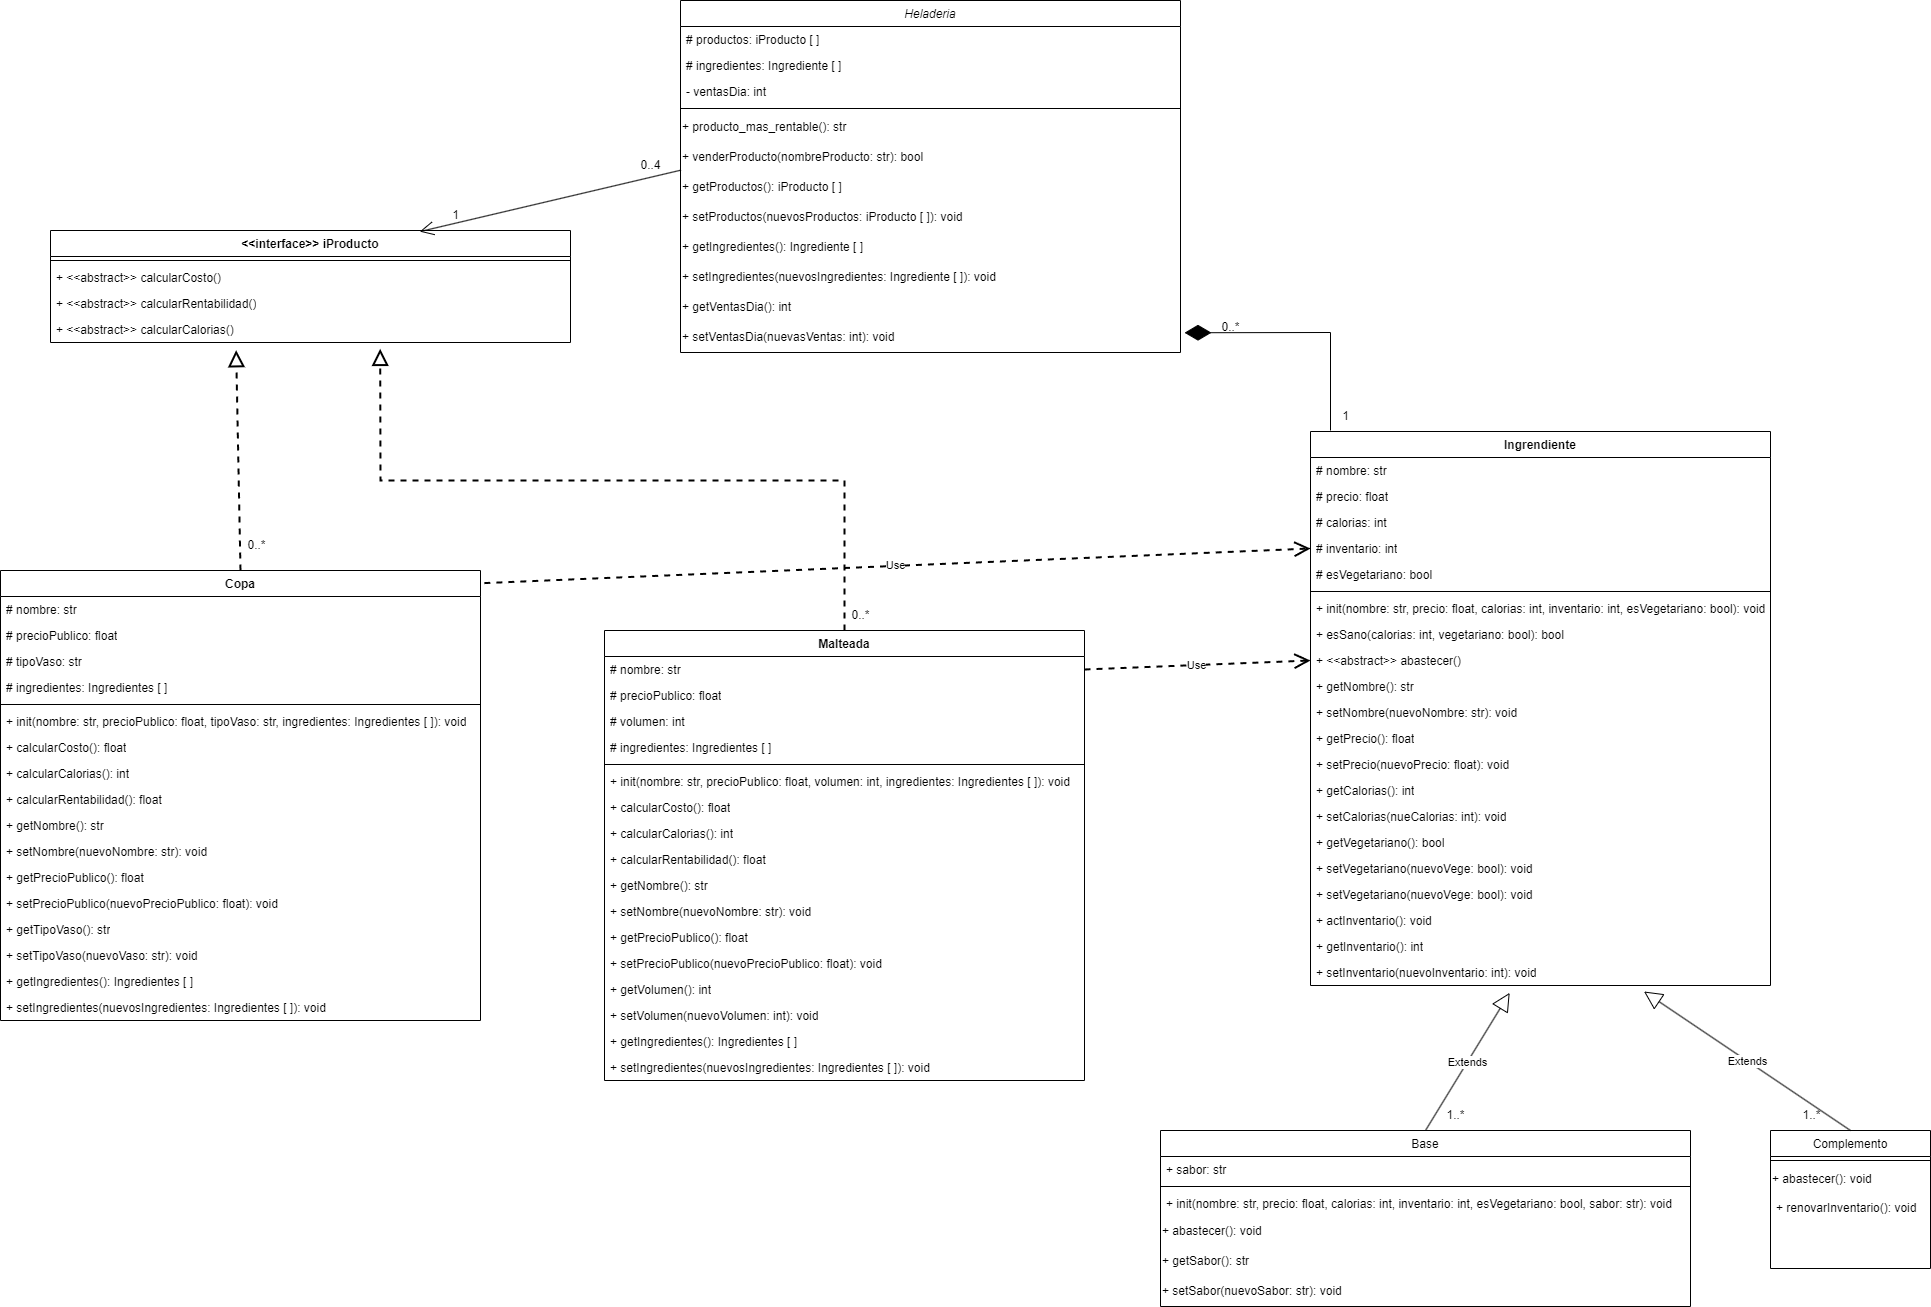 Heladeria
# productos: iProducto [ ]
# ingredientes: Ingrediente [ ]
- ventasDia: int
+ producto_mas_rentable(): str
+ venderProducto(nombreProducto: str): bool
+ getProductos(): iProducto [ ]
+ setProductos(nuevosProductos: iProducto [ ]): void
+ getIngredientes(): Ingrediente [ ]
+ setIngredientes(nuevosIngredientes: Ingrediente [ ]): void
+ getVentasDia(): int
+ setVentasDia(nuevasVentas: int): void
0..4
1
<<interface>> iProducto
+ <<abstract>> calcularCosto()
+ <<abstract>> calcularRentabilidad()
+ <<abstract>> calcularCalorias()
0..*
1
Ingrendiente
# nombre: str
# precio: float
# calorias: int
# inventario: int
# esVegetariano: bool
+ init(nombre: str, precio: float, calorias: int, inventario: int, esVegetariano: bool): void
+ esSano(calorias: int, vegetariano: bool): bool
+ <<abstract>> abastecer()
+ getNombre(): str
+ setNombre(nuevoNombre: str): void
+ getPrecio(): float
+ setPrecio(nuevoPrecio: float): void
+ getCalorias(): int
+ setCalorias(nueCalorias: int): void
+ getVegetariano(): bool
+ setVegetariano(nuevoVege: bool): void
+ setVegetariano(nuevoVege: bool): void
+ actInventario(): void
+ getInventario(): int
+ setInventario(nuevoInventario: int): void
0..*
Use
Copa
# nombre: str
# precioPublico: float
# tipoVaso: str
# ingredientes: Ingredientes [ ]
+ init(nombre: str, precioPublico: float, tipoVaso: str, ingredientes: Ingredientes [ ]): void
+ calcularCosto(): float
+ calcularCalorias(): int
+ calcularRentabilidad(): float
+ getNombre(): str
+ setNombre(nuevoNombre: str): void
+ getPrecioPublico(): float
+ setPrecioPublico(nuevoPrecioPublico: float): void
+ getTipoVaso(): str
+ setTipoVaso(nuevoVaso: str): void
+ getIngredientes(): Ingredientes [ ]
+ setIngredientes(nuevosIngredientes: Ingredientes [ ]): void
0..*
Use
Malteada
# nombre: str
# precioPublico: float
# volumen: int
# ingredientes: Ingredientes [ ]
+ init(nombre: str, precioPublico: float, volumen: int, ingredientes: Ingredientes [ ]): void
+ calcularCosto(): float
+ calcularCalorias(): int
+ calcularRentabilidad(): float
+ getNombre(): str
+ setNombre(nuevoNombre: str): void
+ getPrecioPublico(): float
+ setPrecioPublico(nuevoPrecioPublico: float): void
+ getVolumen(): int
+ setVolumen(nuevoVolumen: int): void
+ getIngredientes(): Ingredientes [ ]
+ setIngredientes(nuevosIngredientes: Ingredientes [ ]): void
Extends
Extends
1..*
1..*
Base
+ sabor: str
+ init(nombre: str, precio: float, calorias: int, inventario: int, esVegetariano: bool, sabor: str): void
+ abastecer(): void
+ getSabor(): str
+ setSabor(nuevoSabor: str): void
Complemento
+ abastecer(): void
+ renovarInventario(): void